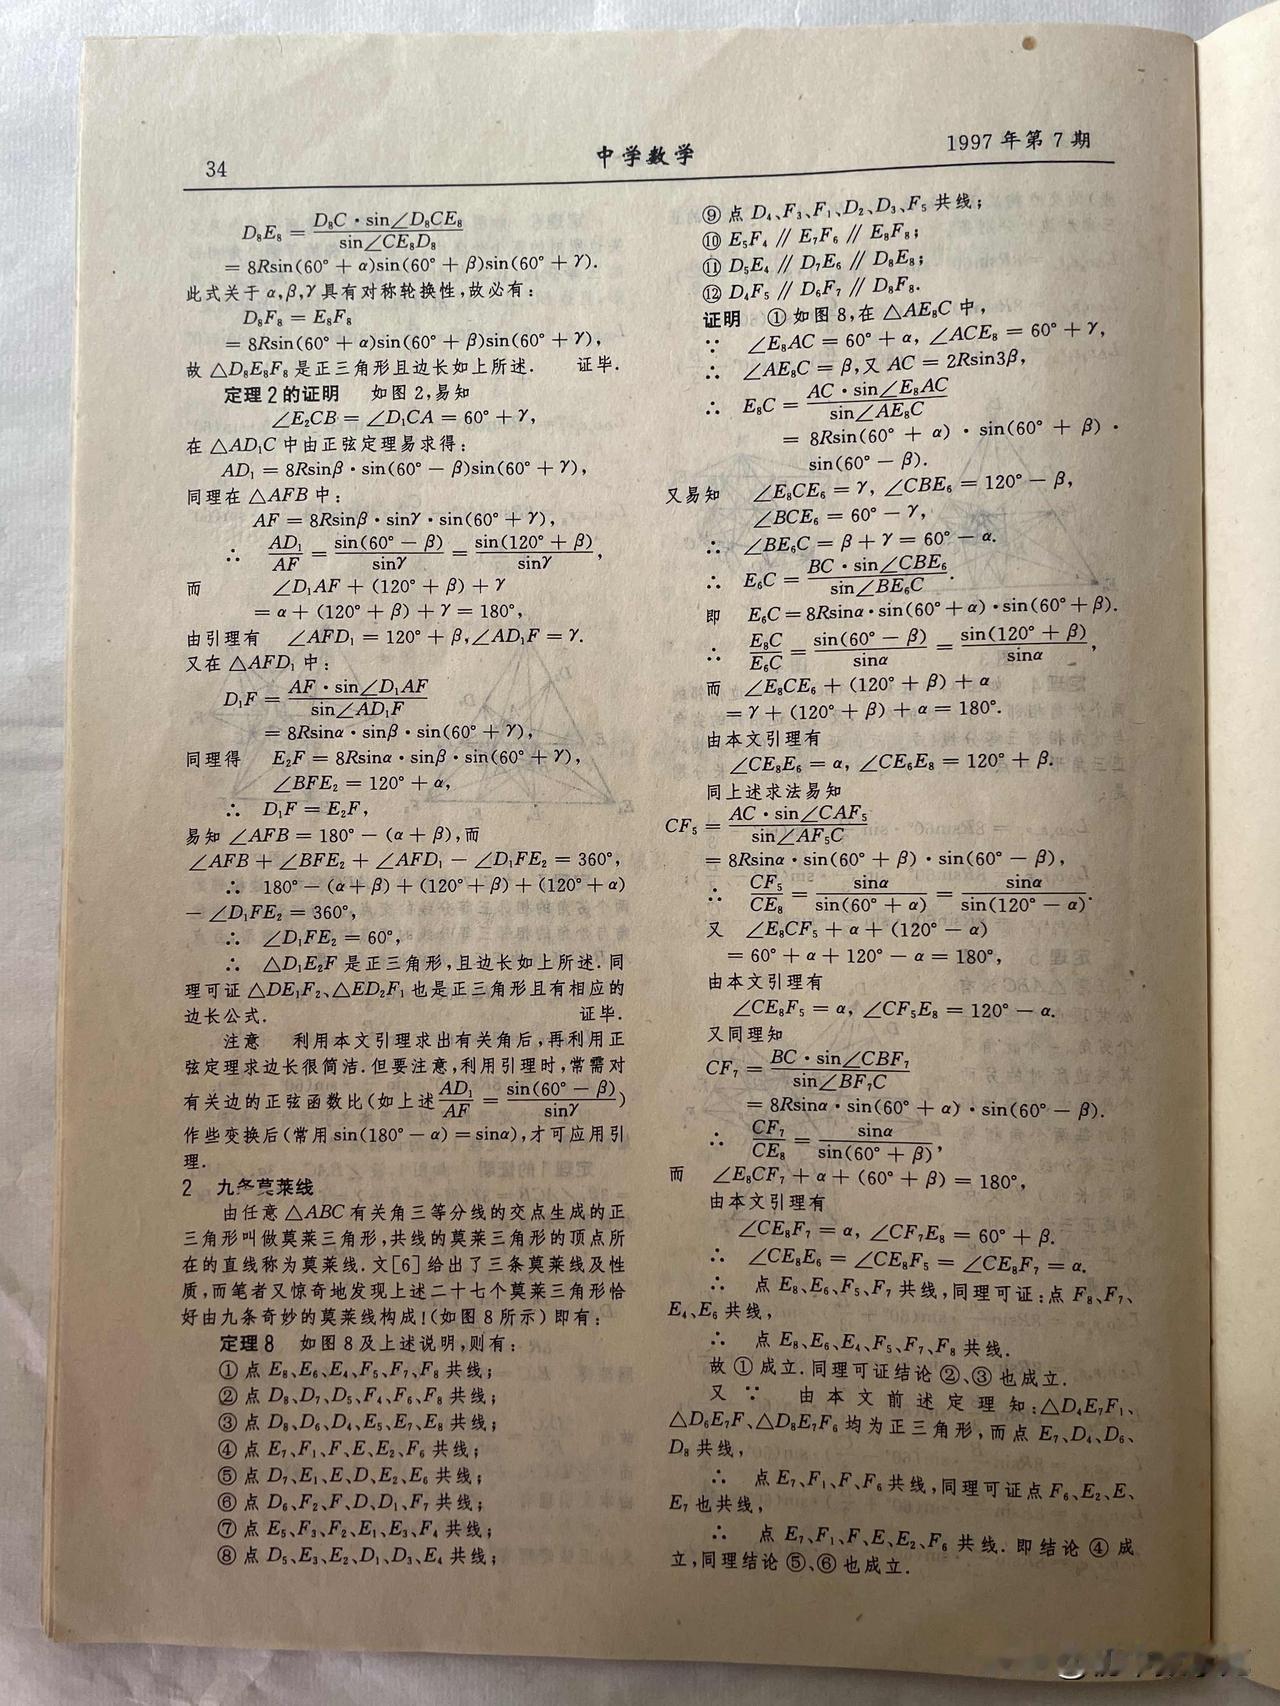 34
中学数学
1997 年第 7 期
D₈E₈ = D₈C·sin∠D₈CE₈ / sin∠CE₈D₈
= 8Rsin(60° + α)sin(60° + β)sin(60° + γ).
此式关于 α,β,γ 具有对称轮换性,故必有:
D₈F₈ = E₈F₈
= 8Rsin(60° + α)sin(60° + β)sin(60° + γ),
故 △D₈E₈F₈ 是正三角形且边长如上所述. 证毕.
定理 2 的证明 如图 2,易知
∠E₂CB = ∠D₁CA = 60° + γ,
在 △AD₁C 中由正弦定理易求得:
AD₁ = 8Rsinβ·sin(60° − β)sin(60° + γ),
同理在 △AFB 中:
AF = 8Rsinβ·sinγ·sin(60° + γ),
∴ AD₁/AF = sin(60° − β)/sinγ = sin(120° + β)/sinγ,
而 ∠D₁AF + (120° + β) + γ
= α + (120° + β) + γ = 180°,
由引理有 ∠AFD₁ = 120° + β,∠AD₁F = γ.
又在 △AFD₁ 中:
D₁F = AF·sin∠D₁AF / sin∠AD₁F
= 8Rsinα·sinβ·sin(60° + γ),
同理得 E₂F = 8Rsinα·sinβ·sin(60° + γ),
∠BFE₂ = 120° + α,
∴ D₁F = E₂F,
易知 ∠AFB = 180° − (α + β),而
∠AFB + ∠BFE₂ + ∠AFD₁ − ∠D₁FE₂ = 360°,
∴ 180° − (α + β) + (120° + β) + (120° + α)
− ∠D₁FE₂ = 360°,
∴ ∠D₁FE₂ = 60°,
∴ △D₁E₂F 是正三角形,且边长如上所述. 同
理可证 △DE₁F₂、△ED₂F₁ 也是正三角形且有相应的
边长公式. 证毕.
注意 利用本文引理求出有关角后,再利用正
弦定理求边长很简洁. 但要注意,利用引理时,常需对
有关边的正弦函数比(如上述 AD₁/AF = sin(60° − β)/sinγ)
作些变换后(常用 sin(180° − α) = sinα),才可应用引
理.
2 九条莫莱线
由任意 △ABC 有关角三等分线的交点生成的正
三角形叫做莫莱三角形,共线的莫莱三角形的顶点所
在的直线称为莫莱线. 文[6]给出了三条莫莱线及性
质,而笔者又惊奇地发现上述二十七个莫莱三角形恰
好由九条奇妙的莫莱线构成!(如图 8 所示)即有:
定理 8 如图 8 及上述说明,则有:
① 点 E₈、E₆、E₄、F₅、F₇、F₈ 共线;
② 点 D₈、D₇、D₅、F₄、F₆、F₈ 共线;
③ 点 D₈、D₆、D₄、E₅、E₇、E₈ 共线;
④ 点 E₇、F₁、F、E、E₂、F₆ 共线;
⑤ 点 D₇、E₁、E、D、E₂、E₆ 共线;
⑥ 点 D₆、F₂、F、D、D₁、F₇ 共线;
⑦ 点 E₅、F₃、F₂、E₁、E₃、F₄ 共线;
⑧ 点 D₅、E₃、E₂、D₁、D₃、E₄ 共线;
⑨ 点 D₄、F₃、F₁、D₂、D₃、F₅ 共线;
⑩ E₅F₄ ∥ E₇F₆ ∥ E₈F₈;
⑪ D₅E₄ ∥ D₇E₆ ∥ D₈E₈;
⑫ D₄F₅ ∥ D₆F₇ ∥ D₈F₈.
证明 ① 如图 8,在 △AE₈C 中,
∵ ∠E₈AC = 60° + α, ∠ACE₈ = 60° + γ,
∴ ∠AE₈C = β,又 AC = 2Rsin3β,
∴ E₈C = AC·sin∠E₈AC / sin∠AE₈C
= 8Rsin(60° + α)·sin(60° + β)·
sin(60° − β).
又易知 ∠E₈CE₆ = γ, ∠CBE₆ = 120° − β,
∠BCE₆ = 60° − γ,
∴ ∠BE₆C = β + γ = 60° − α.
∴ E₆C = BC·sin∠CBE₆ / sin∠BE₆C.
即 E₆C = 8Rsinα·sin(60° + α)·sin(60° + β).
∴ E₈C/E₆C = sin(60° − β)/sinα = sin(120° + β)/sinα,
而 ∠E₈CE₆ + (120° + β) + α
= γ + (120° + β) + α = 180°.
由本文引理有
∠CE₈E₆ = α, ∠CE₆E₈ = 120° + β.
同上述求法易知
CF₅ = AC·sin∠CAF₅ / sin∠AF₅C
= 8Rsinα·sin(60° + β)·sin(60° − β),
∴ CF₅/CE₈ = sinα/sin(60° + α) = sinα/sin(120° − α).
又 ∠E₈CF₅ + α + (120° − α)
= 60° + α + 120° − α = 180°,
由本文引理有
∠CE₈F₅ = α, ∠CF₅E₈ = 120° − α.
又同理知
CF₇ = BC·sin∠CBF₇ / sin∠BF₇C
= 8Rsinα·sin(60° + α)·sin(60° − β).
∴ CF₇/CE₈ = sinα/sin(60° + β),
而 ∠E₈CF₇ + α + (60° + β) = 180°,
由本文引理有
∠CE₈F₇ = α, ∠CF₇E₈ = 60° + β.
∴ ∠CE₈E₆ = ∠CE₈F₅ = ∠CE₈F₇ = α.
∴ 点 E₈、E₆、F₅、F₇ 共线,同理可证:点 F₈、F₇、
E₄、E₆ 共线,
∴ 点 E₈、E₆、E₄、F₅、F₇、F₈ 共线.
故 ① 成立. 同理可证结论 ②、③ 也成立.
又 ∵ 由本文前述定理知: △D₄E₇F₁、
△D₆E₇F、△D₈E₇F₆ 均为正三角形,而点 E₇、D₄、D₆、
D₈ 共线,
∴ 点 E₇、F₁、F、F₆ 共线,同理可证点 F₆、E₂、E、
E₇ 也共线,
∴ 点 E₇、F₁、F、E、E₂、F₆ 共线. 即结论 ④ 成
立,同理结论 ⑤、⑥ 也成立.